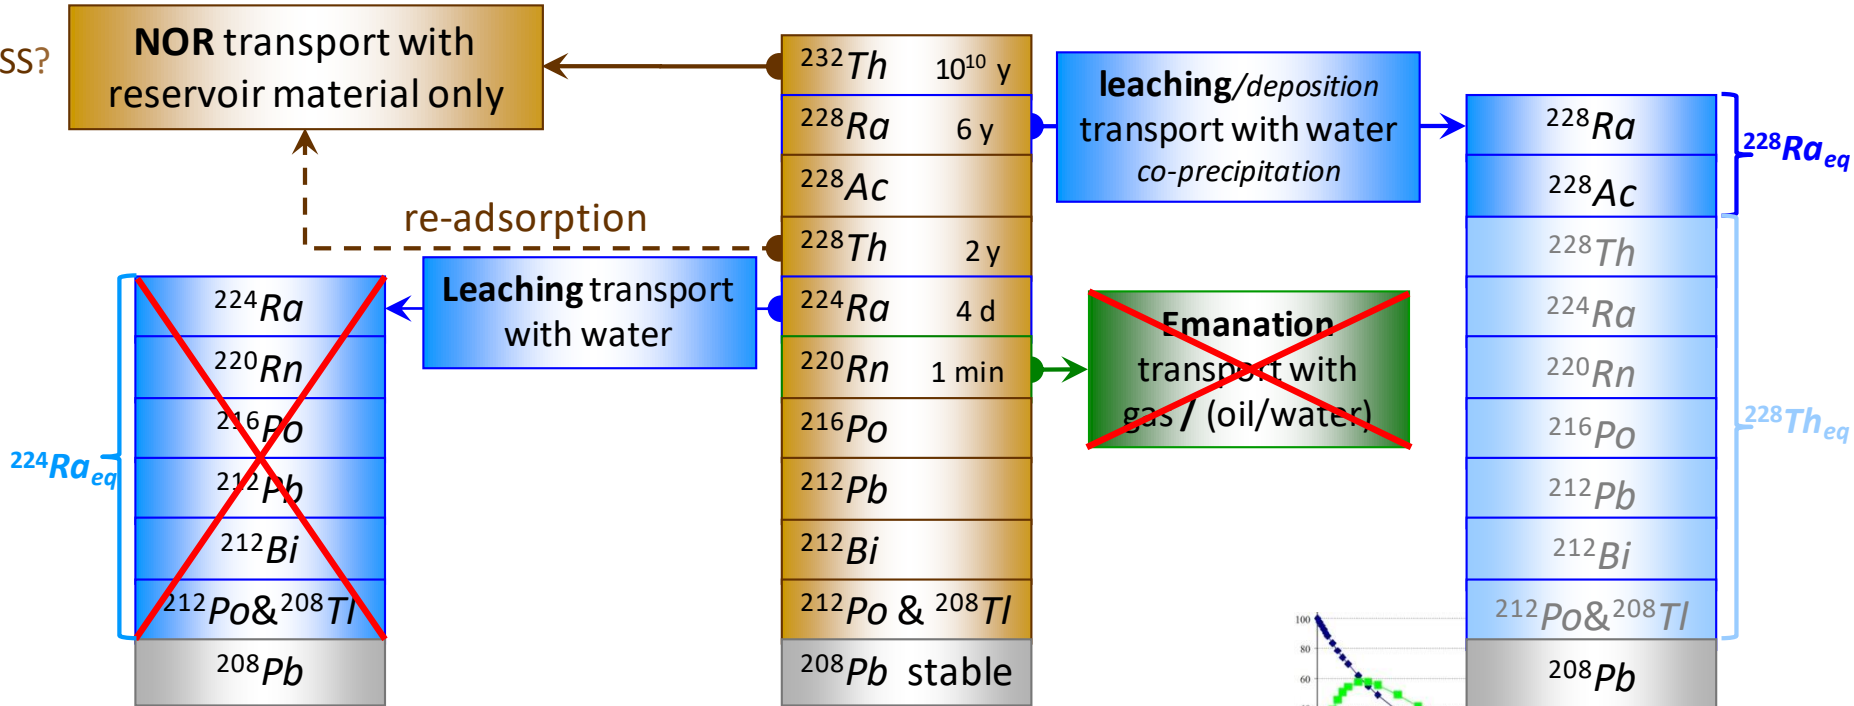 SS?
NOR transport with
reservoir material only
re-adsorption
²²⁴Ra
²²⁰Rn
²¹⁶Po
²¹²Pb
²¹²Bi
²¹²Po&²⁰⁸Tl
²⁰⁸Pb
²²⁴Raeq
Leaching transport
with water
²³²Th 10¹⁰ y
²²⁸Ra 6 y
²²⁸Ac
²²⁸Th 2 y
²²⁴Ra 4 d
²²⁰Rn 1 min
²¹⁶Po
²¹²Pb
²¹²Bi
²¹²Po & ²⁰⁸Tl
²⁰⁸Pb stable
leaching/deposition
transport with water
co-precipitation
Emanation
transport with
gas / (oil/water)
²²⁸Ra
²²⁸Ac
²²⁸Th
²²⁴Ra
²²⁰Rn
²¹⁶Po
²¹²Pb
²¹²Bi
²¹²Po&²⁰⁸Tl
²⁰⁸Pb
²²⁸Raeq
²²⁸Theq
100
80
60